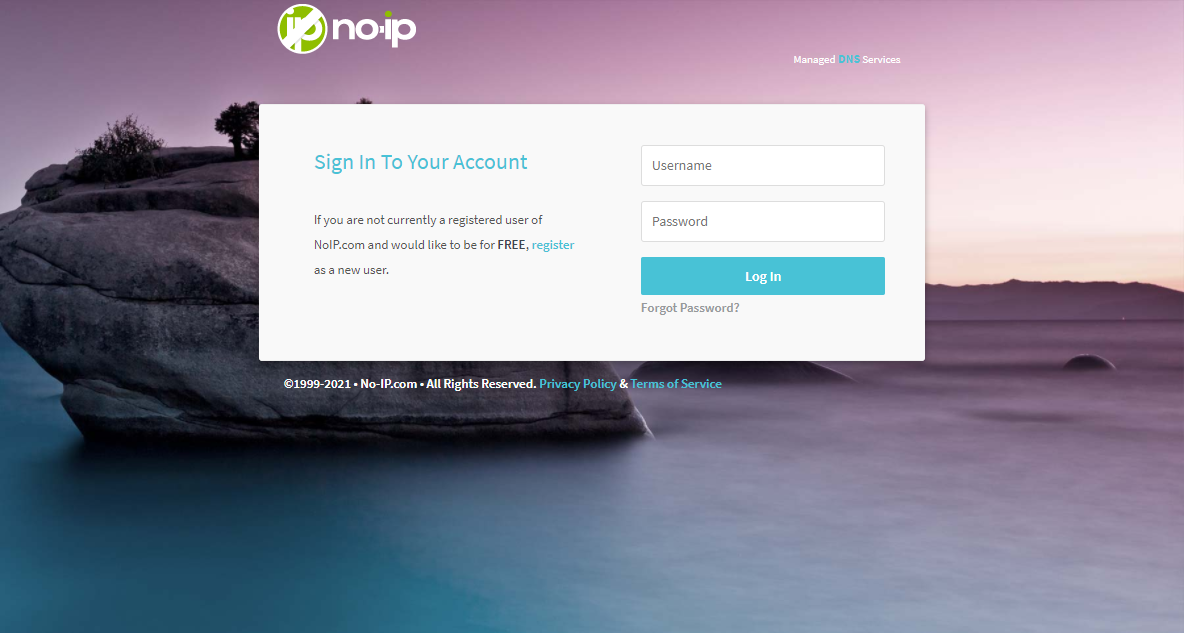 ip no-ip
Managed DNS Services
Sign In To Your Account
Username
If you are not currently a registered user of
NoIP.com and would like to be for FREE, register
as a new user.
Password
Log In
Forgot Password?
©1999-2021 • No-IP.com • All Rights Reserved. Privacy Policy & Terms of Service